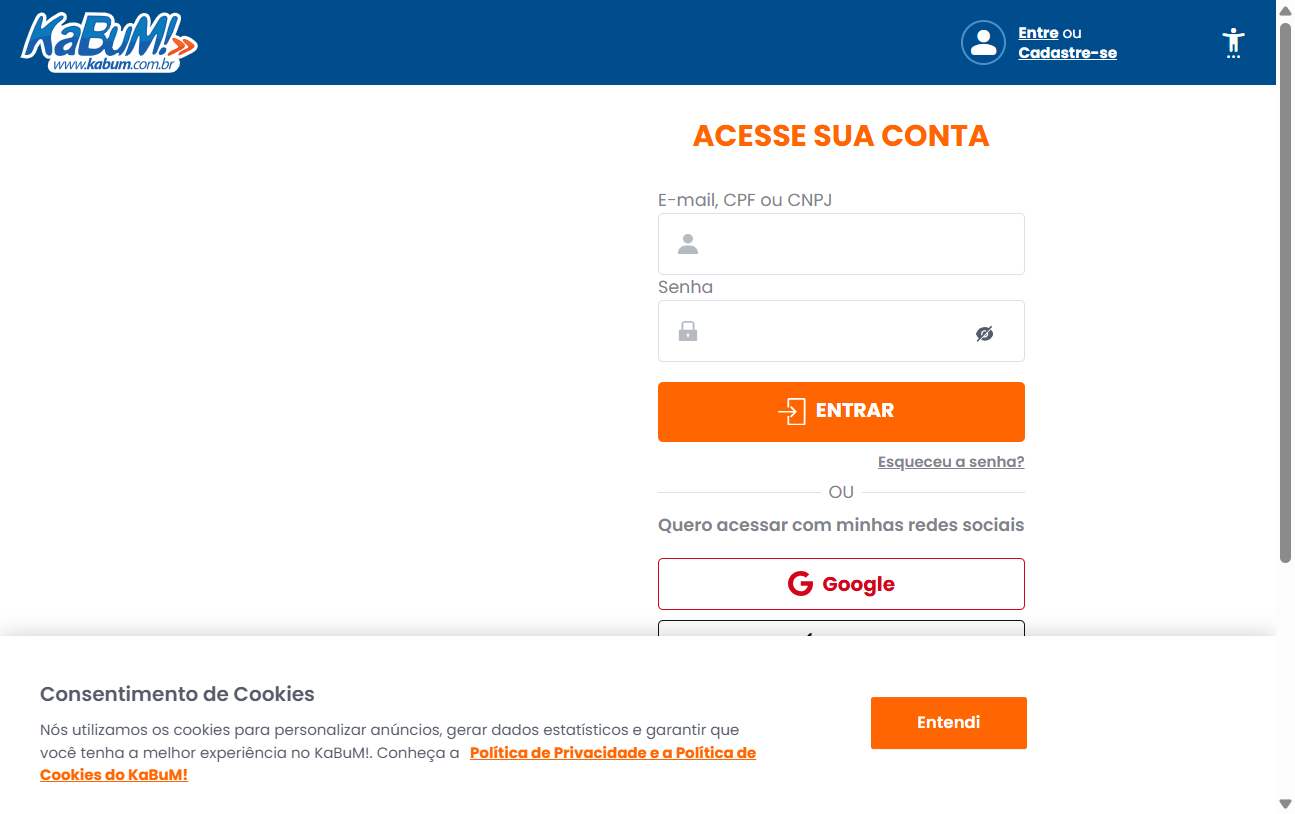 KaBuM!
www.kabum.com.br
Entre ou
Cadastre-se
ACESSE SUA CONTA
E-mail, CPF ou CNPJ
Senha
ENTRAR
Esqueceu a senha?
OU
Quero acessar com minhas redes sociais
Google
Consentimento de Cookies
Nós utilizamos os cookies para personalizar anúncios, gerar dados estatísticos e garantir que
você tenha a melhor experiência no KaBuM!. Conheça a Política de Privacidade e a Política de
Cookies do KaBuM!
Entendi